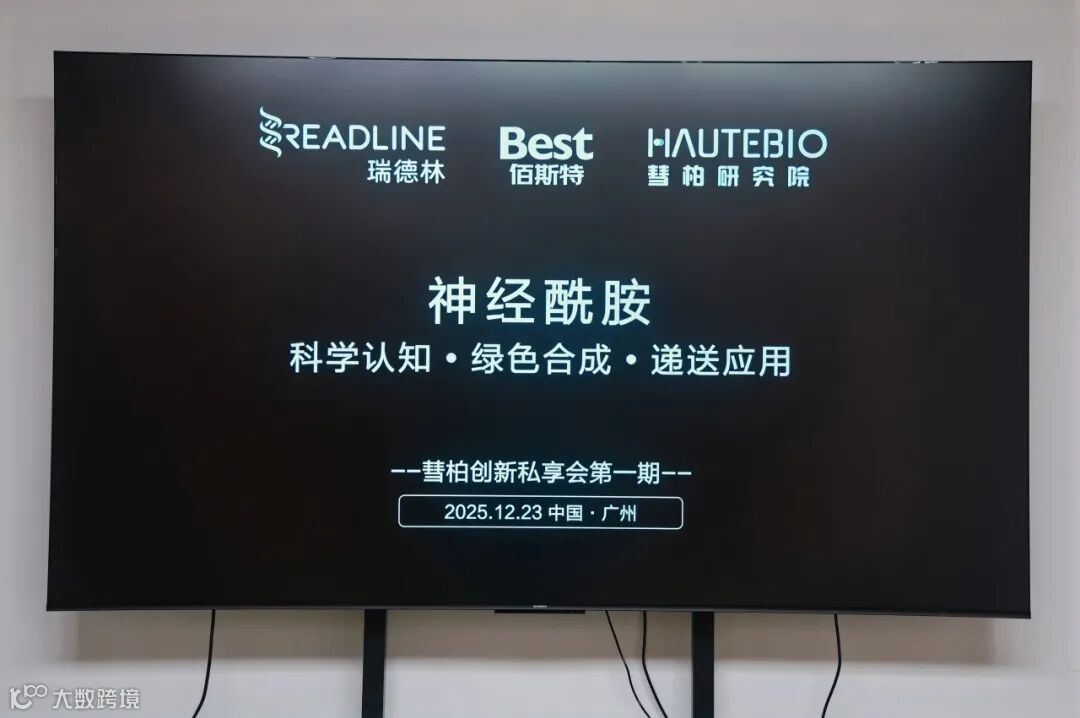 READLINE
瑞德林
Best
佰斯特
HAUTEBIO
彗柏研究院
神经酰胺
科学认知·绿色合成·递送应用
--彗柏创新私享会第一期--
2025.12.23 中国·广州
大数跨境